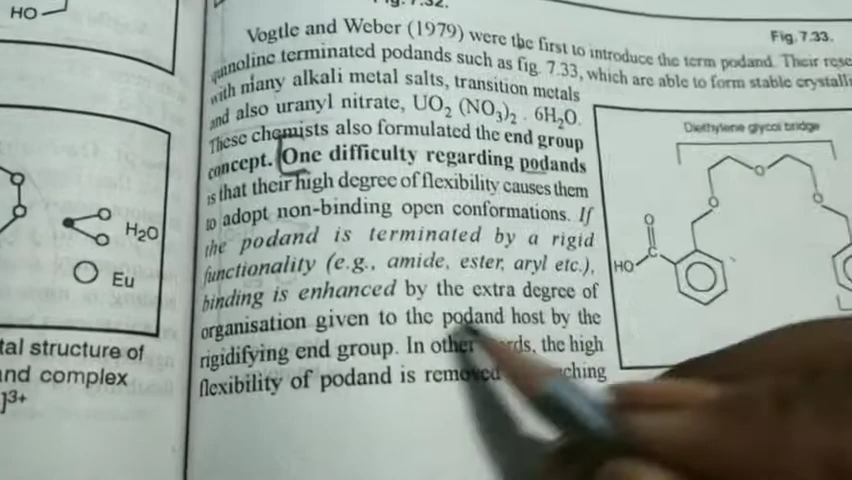 HO
H2O
Eu
tal structure of
and complex
]3+
Fig. 7.32.
Vogtle and Weber (1979) were the first to introduce the term podand. Their
quinoline terminated podands such as fig. 7.33, which are able to form stable
with many alkali metal salts, transition metals
and also uranyl nitrate, UO2 (NO3)2 . 6H2O.
These chemists also formulated the end group
concept. One difficulty regarding podands
is that their high degree of flexibility causes them
to adopt non-binding open conformations. If
the podand is terminated by a rigid
functionality (e.g., amide, ester, aryl etc.),
binding is enhanced by the extra degree of
organisation given to the podand host by the
rigidifying end group. In other the high
flexibility of podand is
Fig. 7.33.
Diethylene glycol bridge
O
O
O
O
C
HO